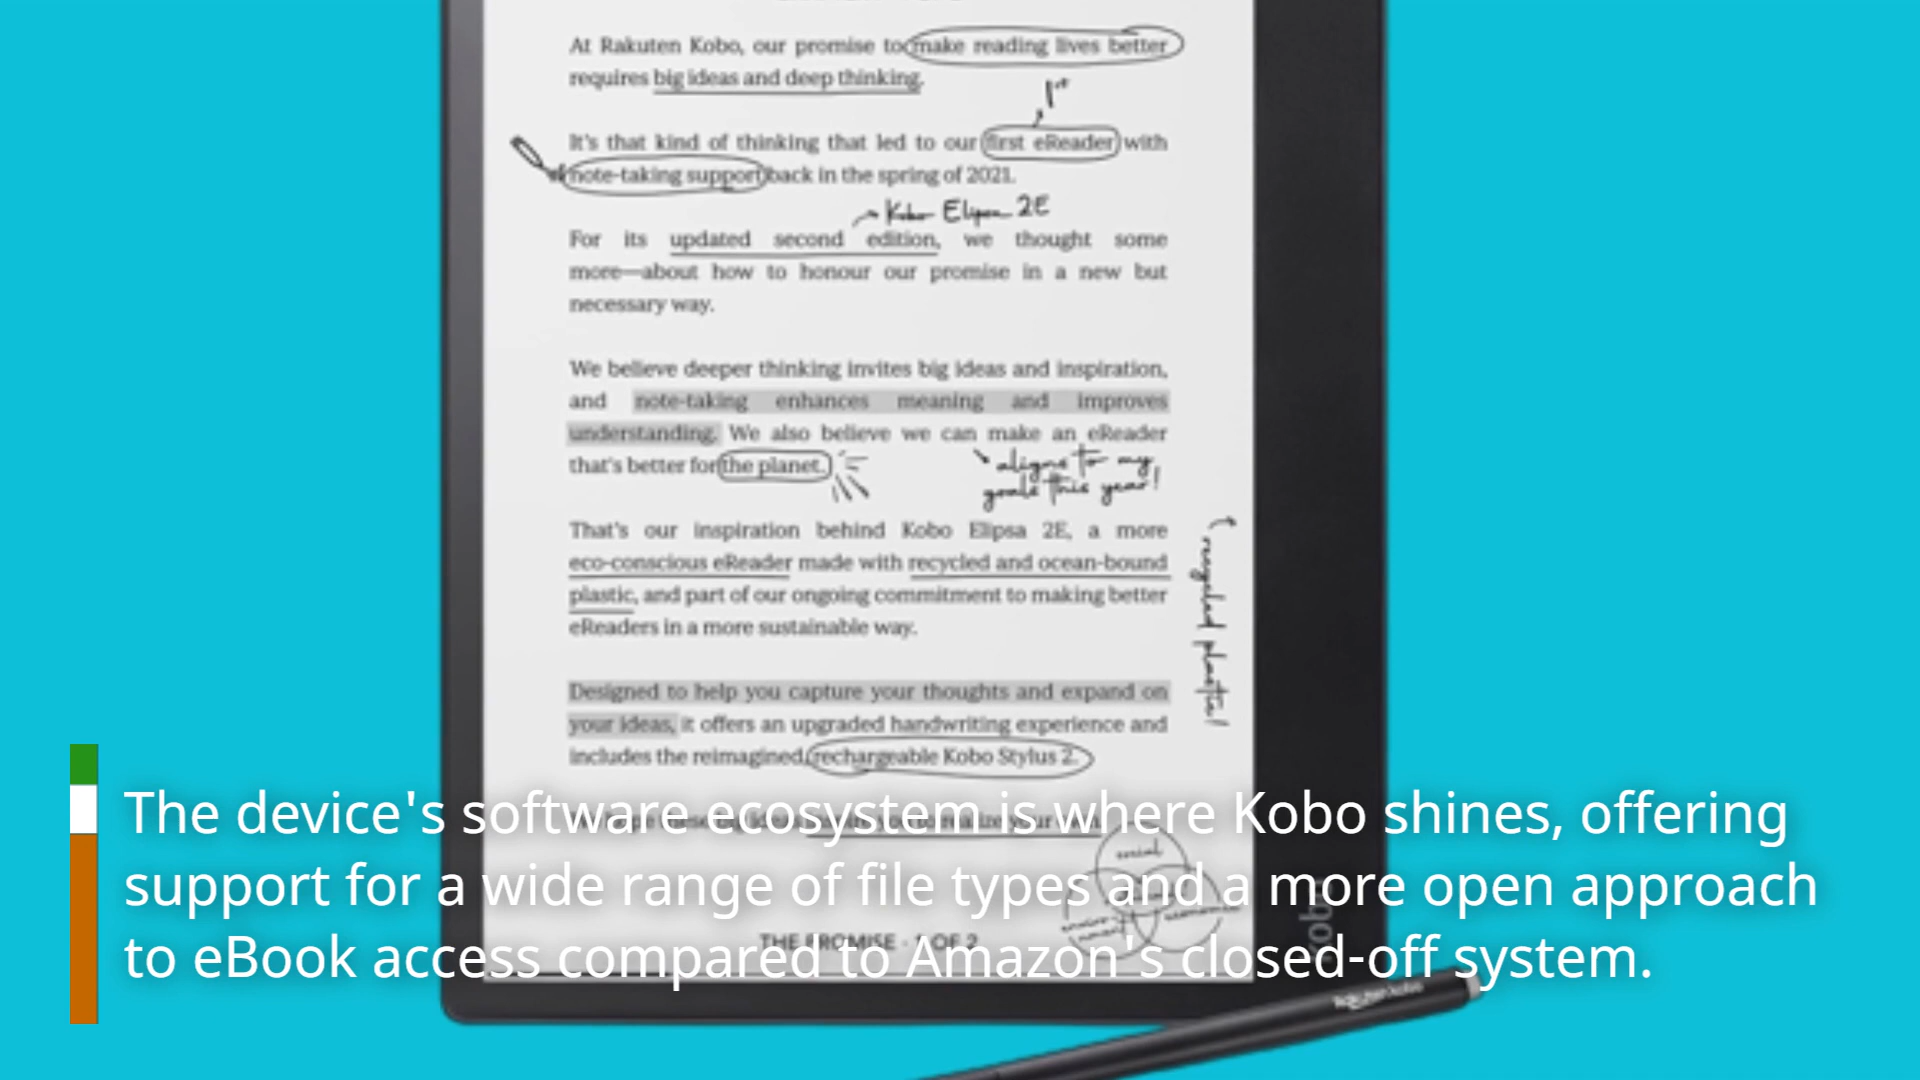 At Rakuten Kobo, our promise to make reading lives better
requires big ideas and deep thinking.
1st
It's that kind of thinking that led to our first eReader with
note-taking support back in the spring of 2021.
Kobo Elipsa 2E
For its updated second edition, we thought some
more—about how to honour our promise in a new but
necessary way.
We believe deeper thinking invites big ideas and inspiration,
and note-taking enhances meaning and improves
understanding. We also believe we can make an eReader
that's better for the planet.
aligns to my
goals this year!
That's our inspiration behind Kobo Elipsa 2E, a more
eco-conscious eReader made with recycled and ocean-bound
plastic, and part of our ongoing commitment to making better
eReaders in a more sustainable way.
recycled plastic!
Designed to help you capture your thoughts and expand on
your ideas, it offers an upgraded handwriting experience and
includes the reimagined, rechargeable Kobo Stylus 2.
social
THE PROMISE · OF 2
kobo
Rakuten kobo
The device's software ecosystem is where Kobo shines, offering
support for a wide range of file types and a more open approach
to eBook access compared to Amazon's closed-off system.